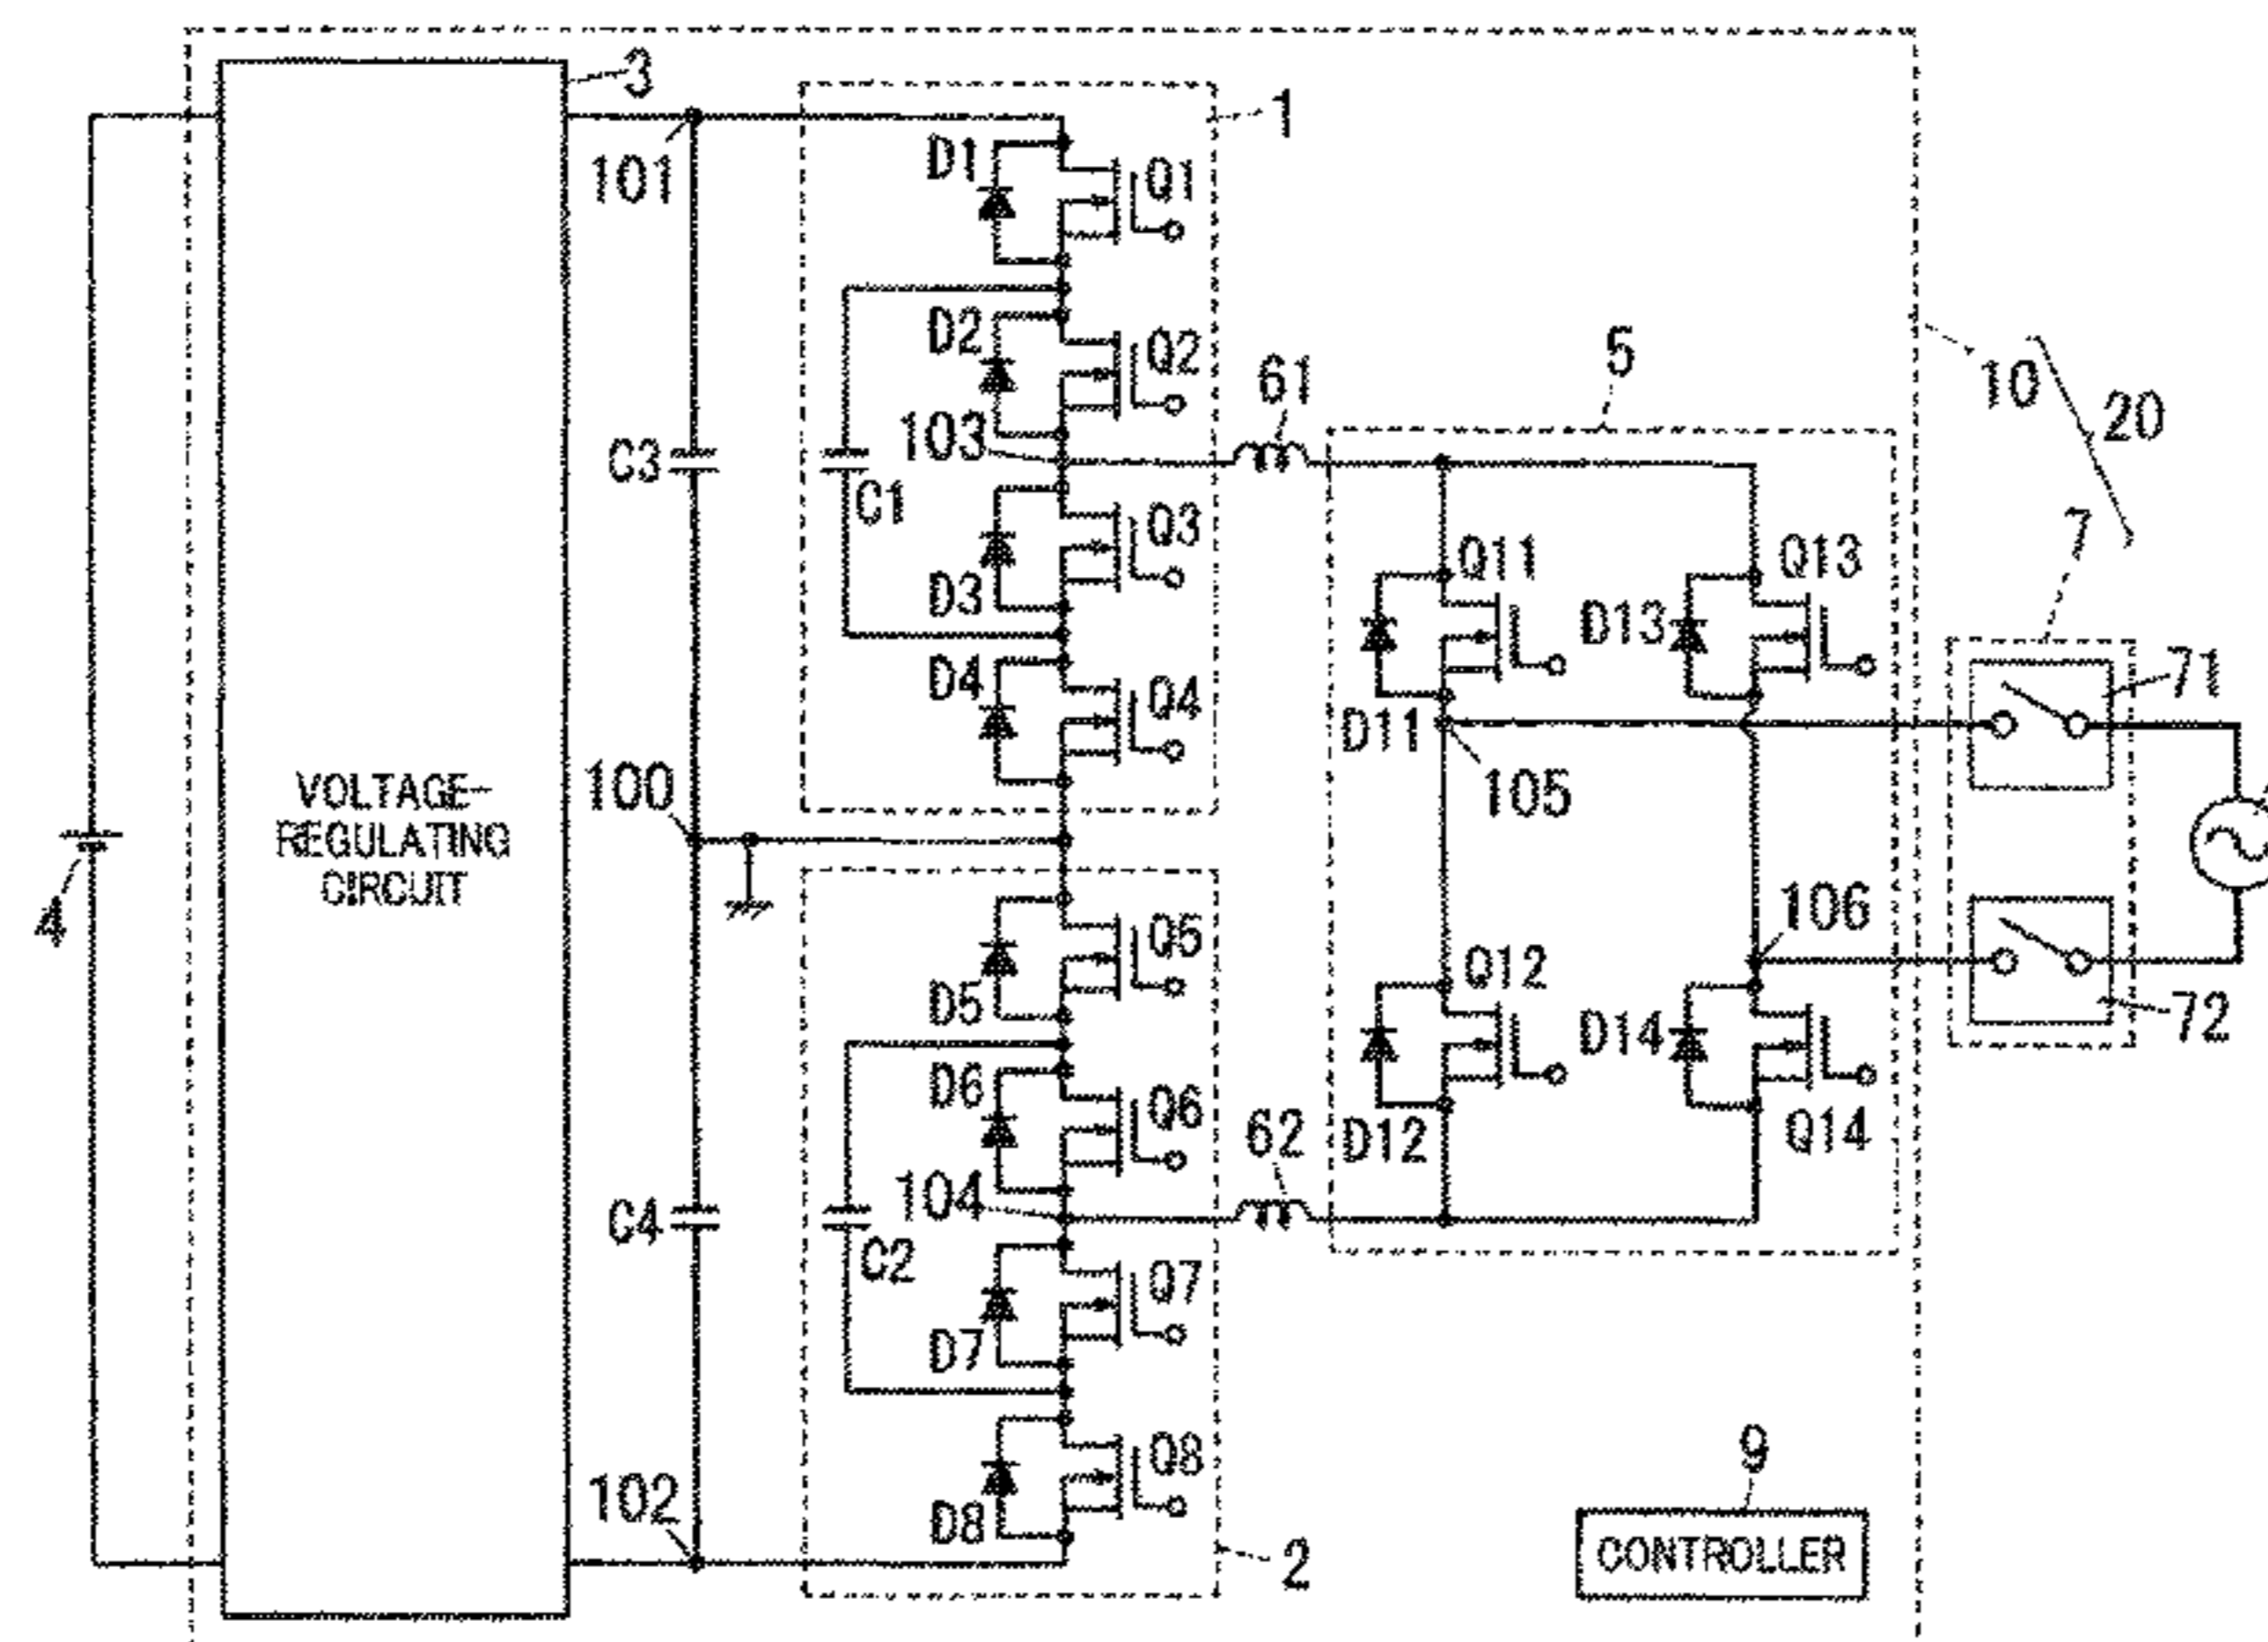 3
1
101
D1
Q1
D2
Q2
103
61
5
10
20
C3
C1
Q3
D3
Q11
D13
Q13
7
D4
Q4
D11
71
105
100
VOLTAGE-
REGULATING
CIRCUIT
4
106
Q5
D5
Q12
D14
72
D6
Q6
62
D12
Q14
104
C4
C2
Q7
D7
9
102
Q8
D8
2
CONTROLLER